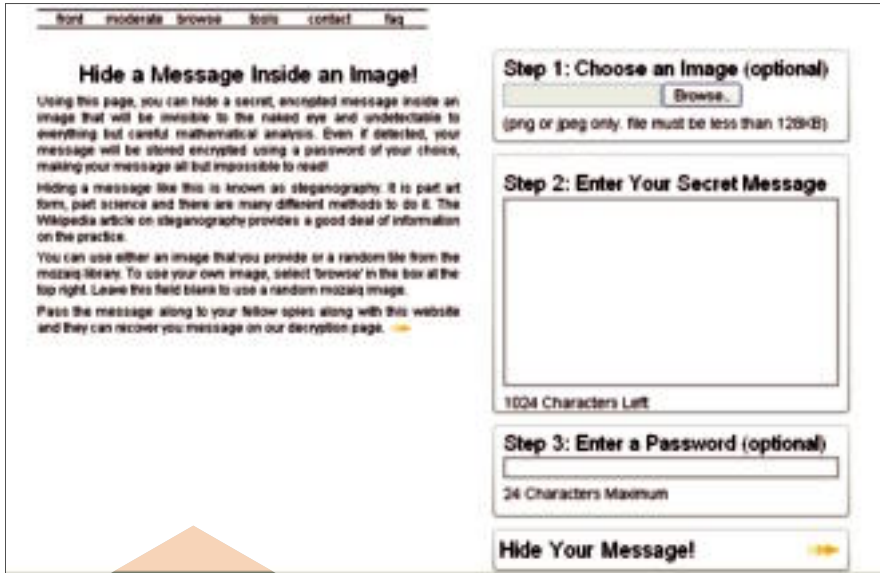 front moderate browse tools contact faq
Hide a Message Inside an Image!
Using this page, you can hide a secret, encrypted message inside an
image that will be invisible to the naked eye and undetectable to
everything but careful mathematical analysis. Even if detected, your
message will be stored encrypted using a password of your choice,
making your message all but impossible to read!
Hiding a message like this is known as steganography. It is part art
form, part science and there are many different methods to do it. The
Wikipedia article on steganography provides a good deal of information
on the practice.
You can use either an image that you provide or a random tile from the
mozaiq library. To use your own image, select 'browse' in the box at the
top right. Leave this field blank to use a random mozaiq image.
Pass the message along to your fellow spies along with this website
and they can recover you message on our decryption page.
Step 1: Choose an Image (optional)
Browse..
(png or jpeg only. file must be less than 128KB)
Step 2: Enter Your Secret Message
1024 Characters Left
Step 3: Enter a Password (optional)
24 Characters Maximum
Hide Your Message!